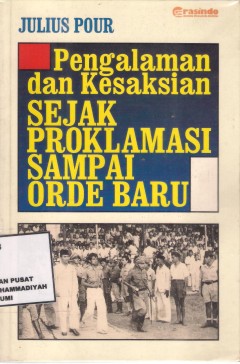 Grasindo
JULIUS POUR
Pengalaman
dan Kesaksian
SEJAK
PROKLAMASI
SAMPAI
ORDE BARU
AN PUSAT
HAMMADIYAH
UMI